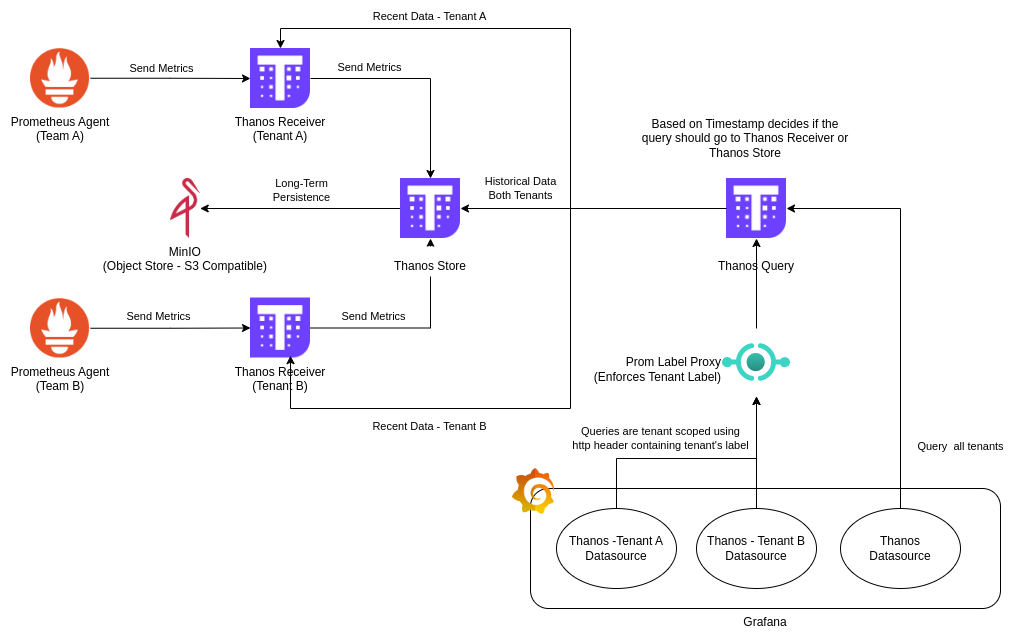 Recent Data - Tenant A
Send Metrics
Send Metrics
Prometheus Agent
(Team A)
Thanos Receiver
(Tenant A)
Based on Timestamp decides if the
query should go to Thanos Receiver or
Thanos Store
Long-Term
Persistence
Historical Data
Both Tenants
MinIO
(Object Store - S3 Compatible)
Thanos Store
Thanos Query
Send Metrics
Send Metrics
Prometheus Agent
(Team B)
Thanos Receiver
(Tenant B)
Prom Label Proxy
(Enforces Tenant Label)
Recent Data - Tenant B
Queries are tenant scoped using
http header containing tenant's label
Query  all tenants
Thanos -Tenant A
Datasource
Thanos - Tenant B
Datasource
Thanos
Datasource
Grafana